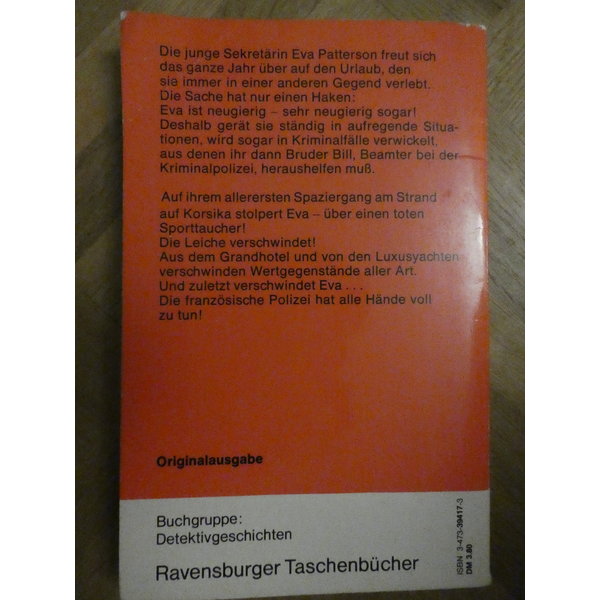 Die junge Sekretärin Eva Patterson freut sich
das ganze Jahr über auf den Urlaub, den
sie immer in einer anderen Gegend verlebt.
Die Sache hat nur einen Haken:
Eva ist neugierig – sehr neugierig sogar!
Deshalb gerät sie ständig in aufregende Situa-
tionen, wird sogar in Kriminalfälle verwickelt,
aus denen ihr dann Bruder Bill, Beamter bei der
Kriminalpolizei, heraushelfen muß.
Auf ihrem allerersten Spaziergang am Strand
auf Korsika stolpert Eva – über einen toten
Sporttaucher!
Die Leiche verschwindet!
Aus dem Grandhotel und von den Luxusyachten
verschwinden Wertgegenstände aller Art.
Und zuletzt verschwindet Eva . . .
Die französische Polizei hat alle Hände voll
zu tun!
Originalausgabe
Buchgruppe:
Detektivgeschichten
Ravensburger Taschenbücher
ISBN 3-473-39417-3
DM 3.80